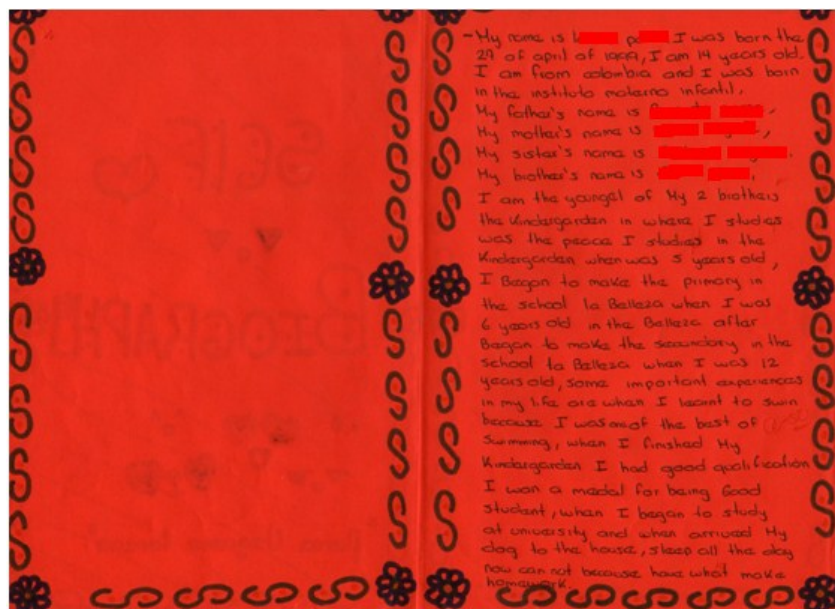 SELF
BIOGRAPHY
- My name is I was born the
29 of april of 1999, I am 14 years old.
I am from colombia and I was born
in the instituto materno infantil,
My father's name is
My mother's name is
My sister's name is
My brother's name is
I am the youngel of My 2 brothers
the Kindergarden in where I studies
was the peace I studies in the
Kindergarden when was 5 years old,
I Began to make the primary in
the school la Belleza when I was
6 years old in the Belleza after
Began to make the secondary in the
school la Belleza when I was 12
years old, some important experiences
in my life are when I learnt to swin
because I was of the best of
swimming, when I finished My
Kindergarden I had good qualification
I won a medal for being Good
student, when I began to study
at university and when arrived My
dog to the house, sleep all the day
now can not because have what make
homework.